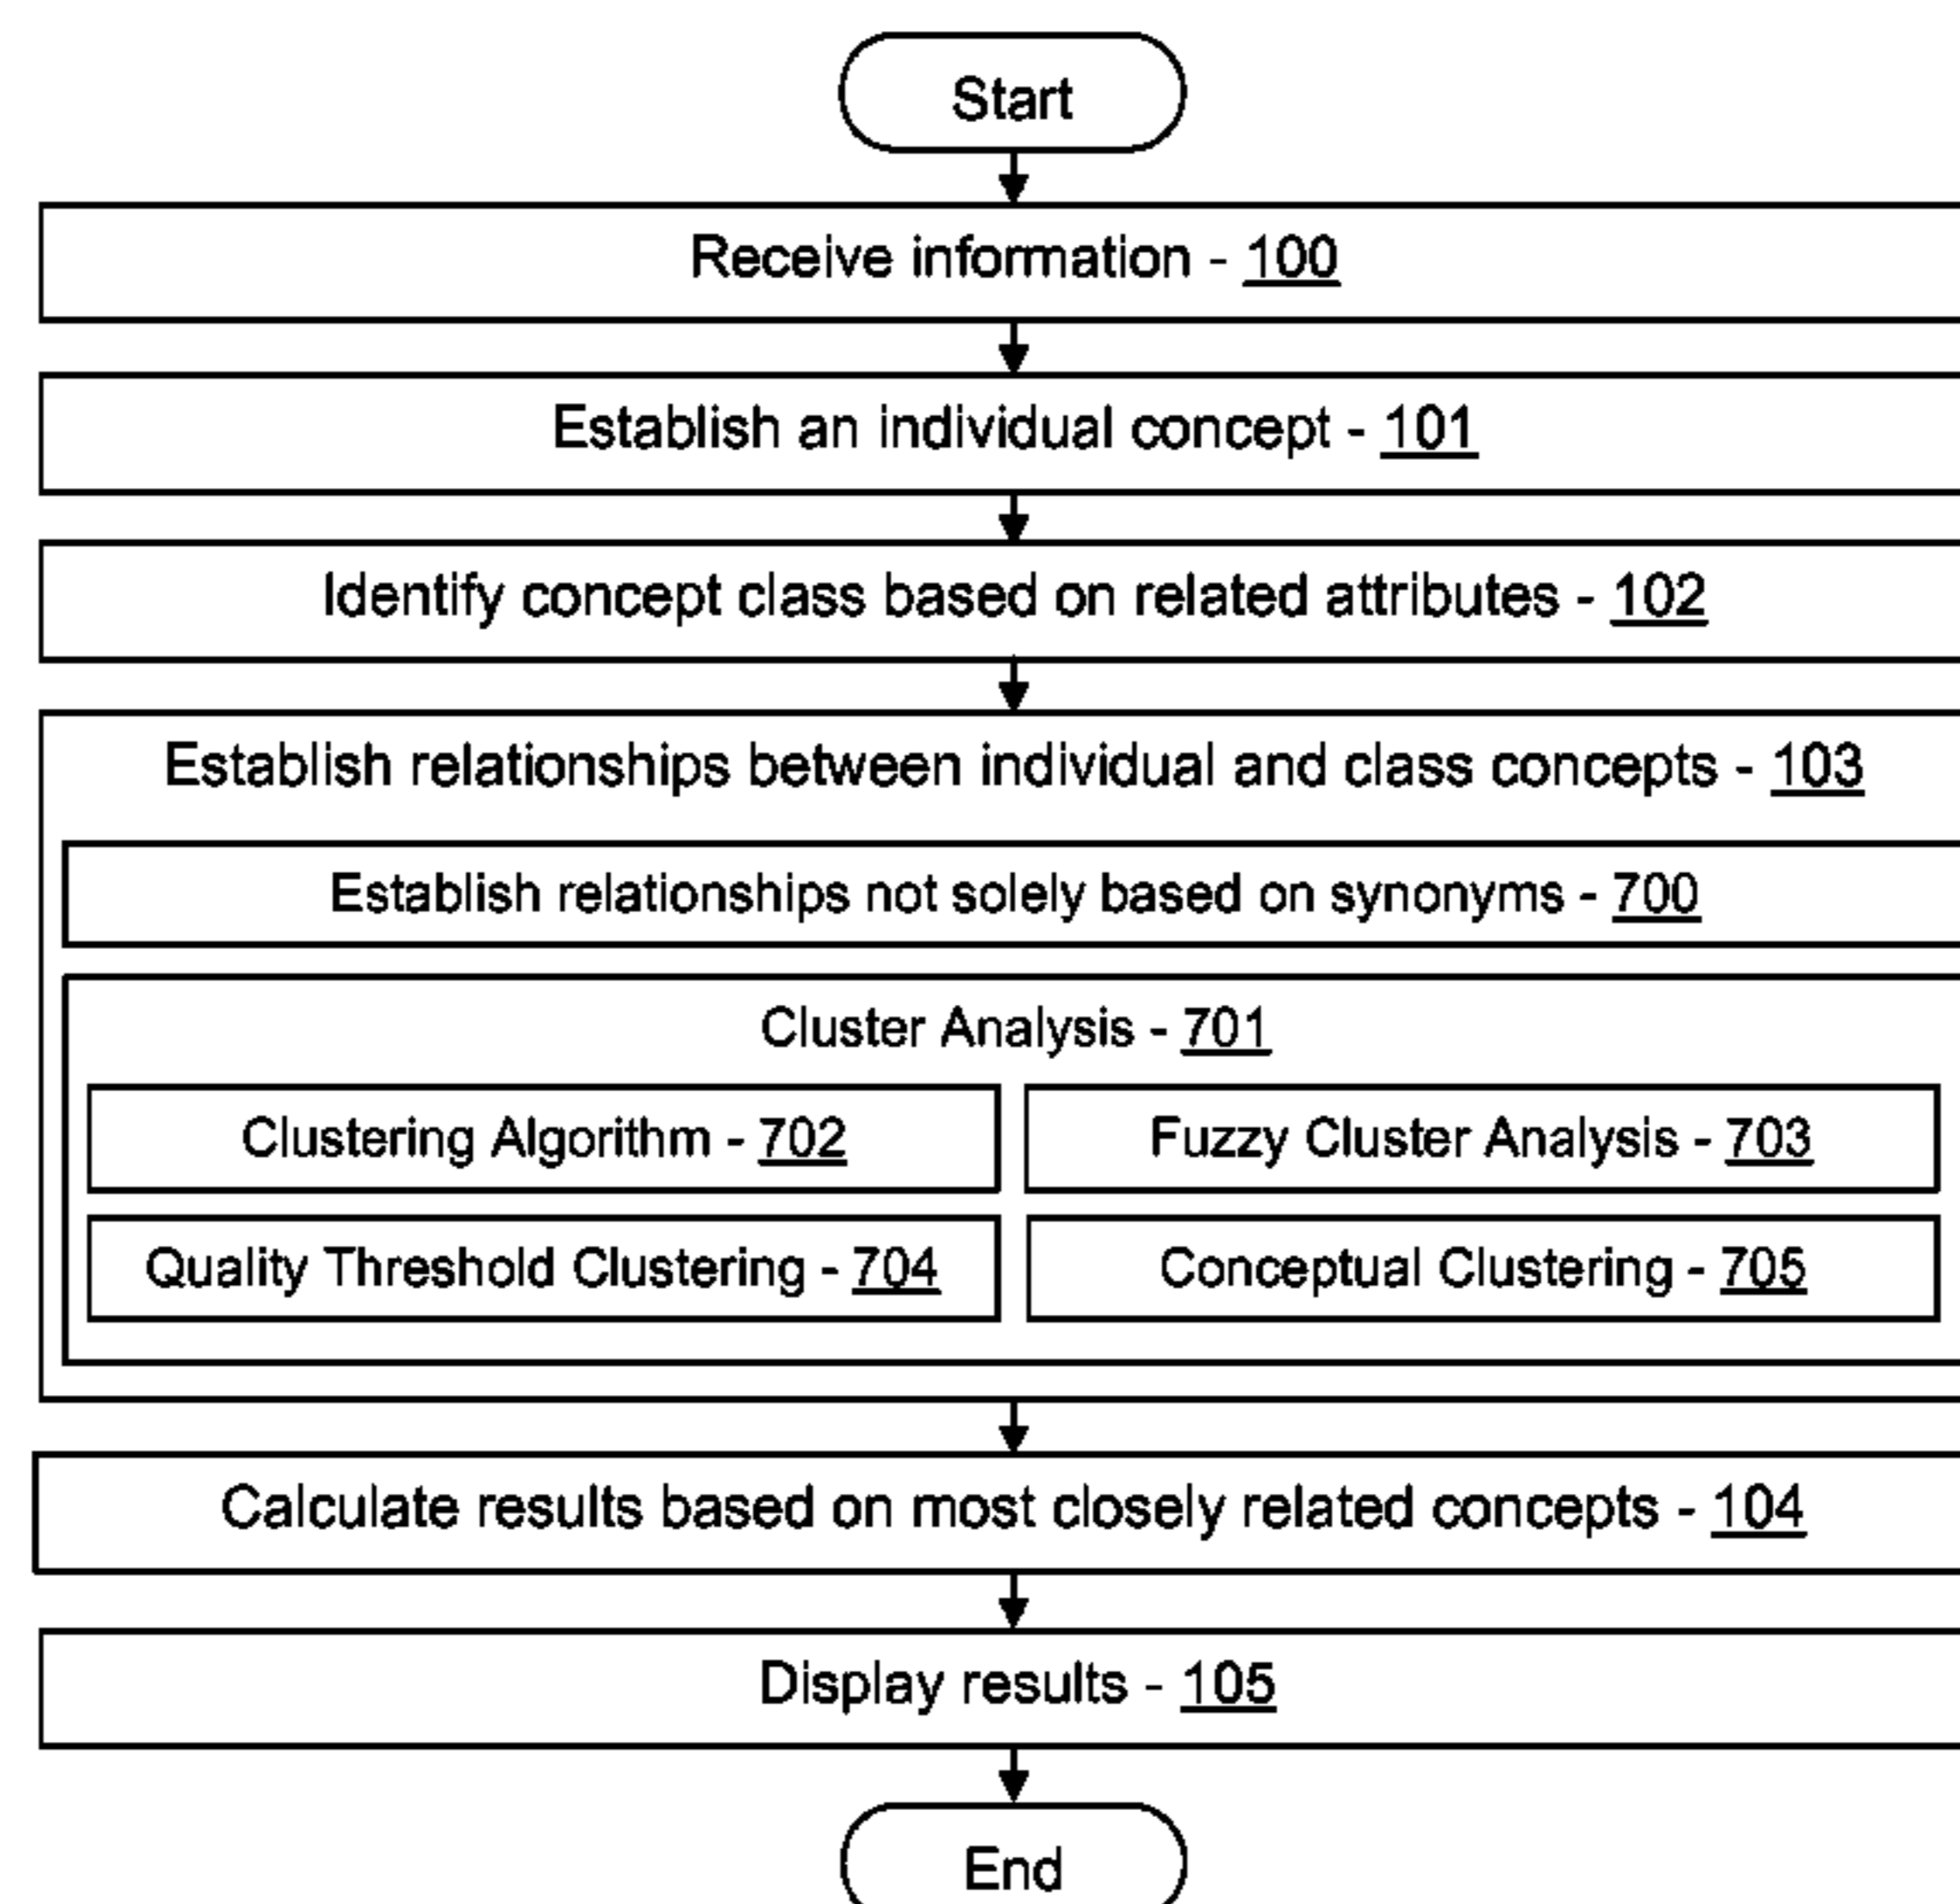 Start
Receive information - 100
Establish an individual concept - 101
Identify concept class based on related attributes - 102
Establish relationships between individual and class concepts - 103
Establish relationships not solely based on synonyms - 700
Cluster Analysis - 701
Clustering Algorithm - 702
Fuzzy Cluster Analysis - 703
Quality Threshold Clustering - 704
Conceptual Clustering - 705
Calculate results based on most closely related concepts - 104
Display results - 105
End